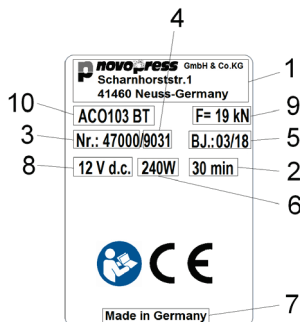 4
novopress GmbH & Co.KG
Scharnhorststr.1
41460 Neuss-Germany
1
10
ACO103 BT
F= 19 kN
9
3
Nr.: 47000/9031
BJ.:03/18
5
8
12 V d.c.
240W
30 min
2
6
CE
7
Made in Germany